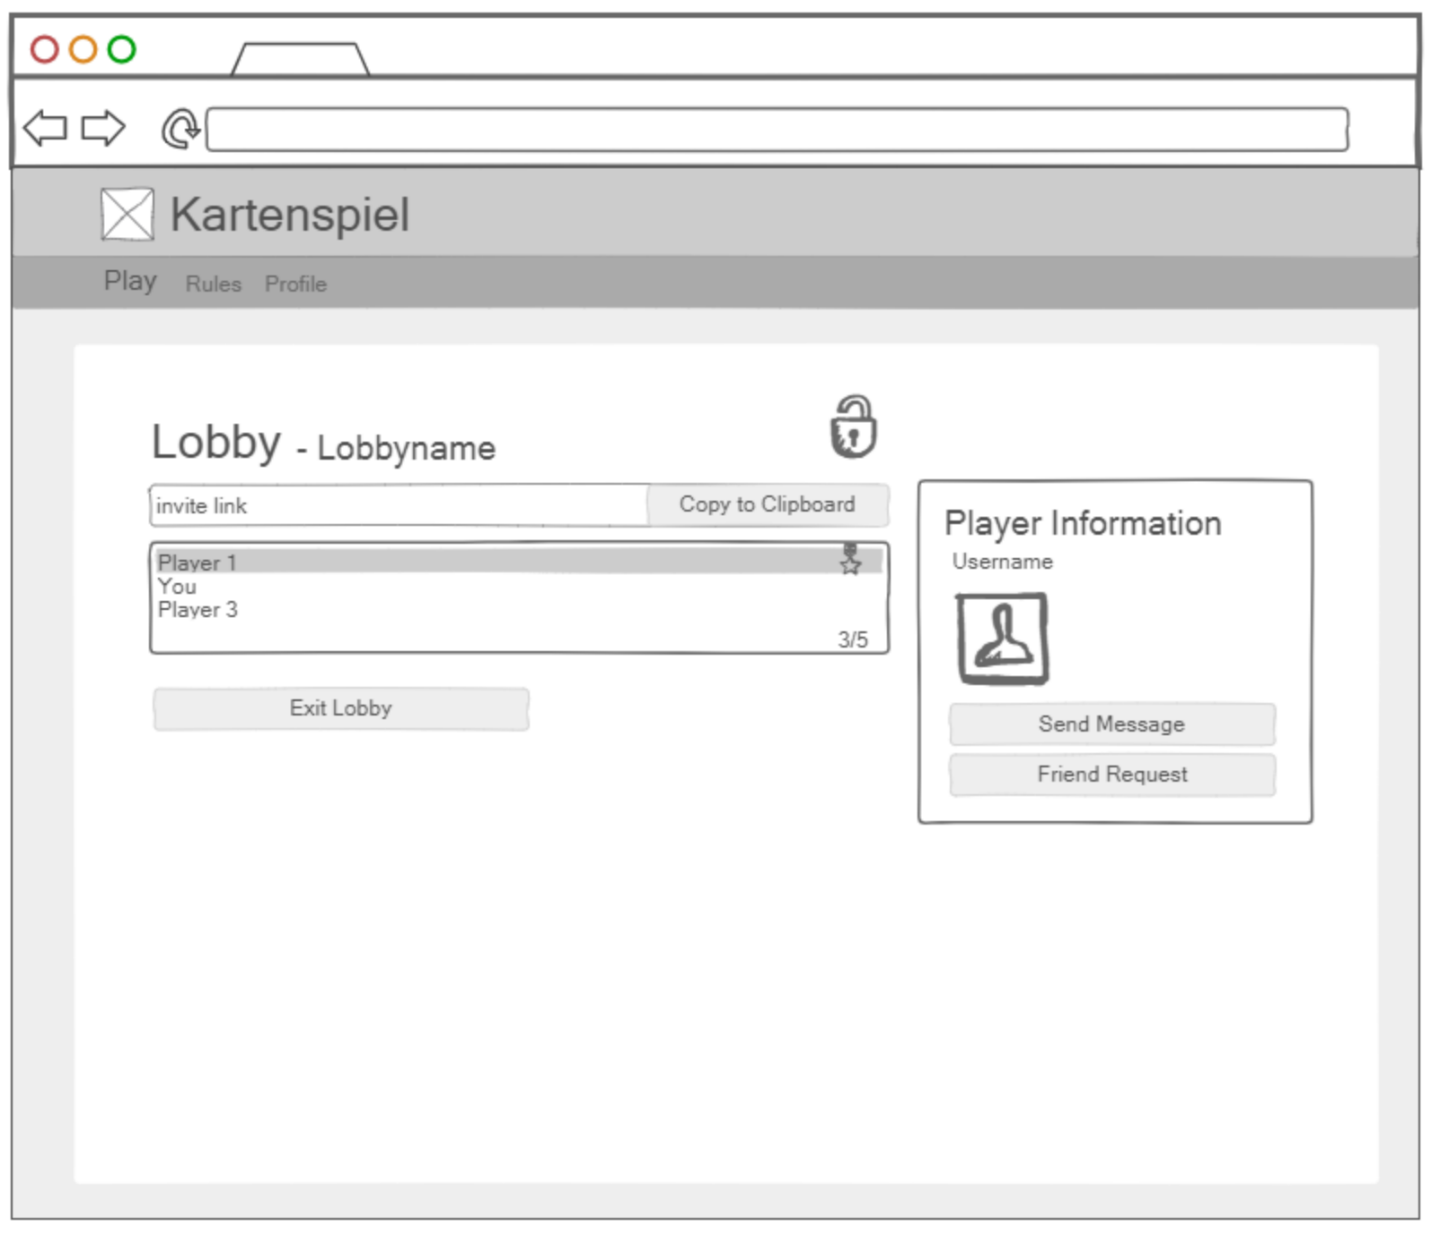 Kartenspiel
Play Rules Profile
Lobby - Lobbyname
invite link Copy to Clipboard
Player 1
You
Player 3
3/5
Exit Lobby
Player Information
Username
Send Message
Friend Request